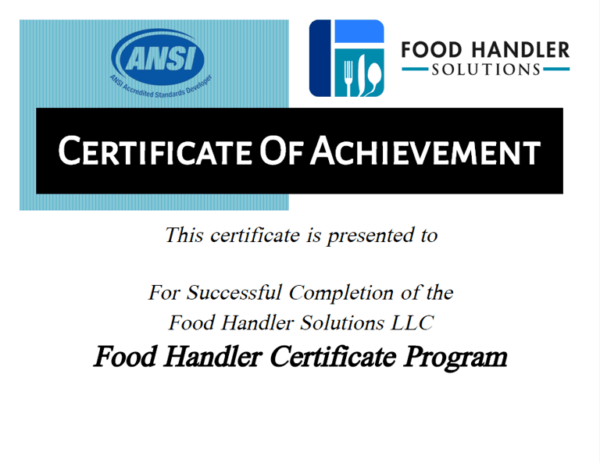 ANSI
ANSI Accredited Standards Developer
FOOD HANDLER
SOLUTIONS
CERTIFICATE OF ACHIEVEMENT
This certificate is presented to
For Successful Completion of the
Food Handler Solutions LLC
Food Handler Certificate Program